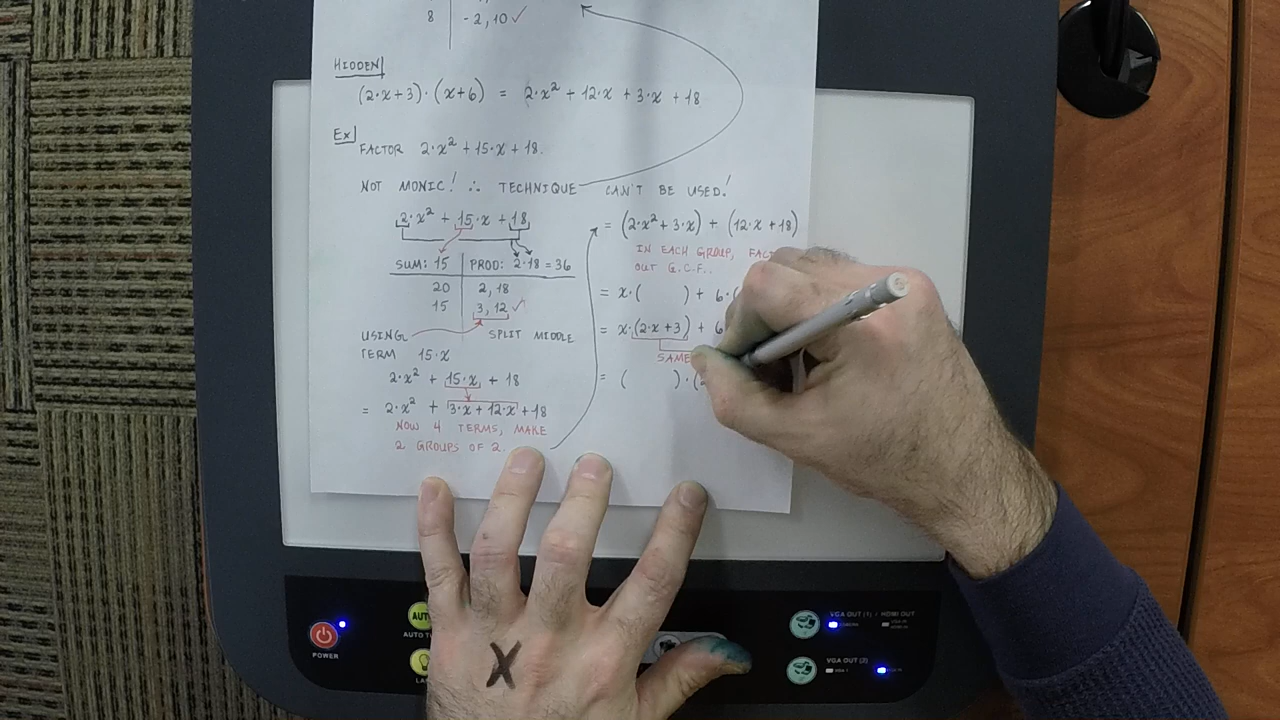 8 | -2, 10 ✓
HIDDEN
(2·x+3)·(x+6) = 2·x² + 12·x + 3·x + 18
Ex
FACTOR 2·x² + 15·x + 18.
NOT MONIC! ∴ TECHNIQUE CAN'T BE USED!
2·x² + 15·x + 18
SUM: 15 | PROD: 2·18 = 36
20 | 2, 18
15 | 3, 12 ✓
USING SPLIT MIDDLE
TERM 15·x
2·x² + 15·x + 18
= 2·x² + 3·x + 12·x + 18
NOW 4 TERMS, MAKE
2 GROUPS OF 2.
= (2·x² + 3·x) + (12·x + 18)
IN EACH GROUP,
OUT G.C.F..
= x·( ) + 6·(
= x·(2·x+3) + 6
SAME
= ( )·(
POWER
VGA OUT (1) / HDMI OUT
VGA OUT (2)